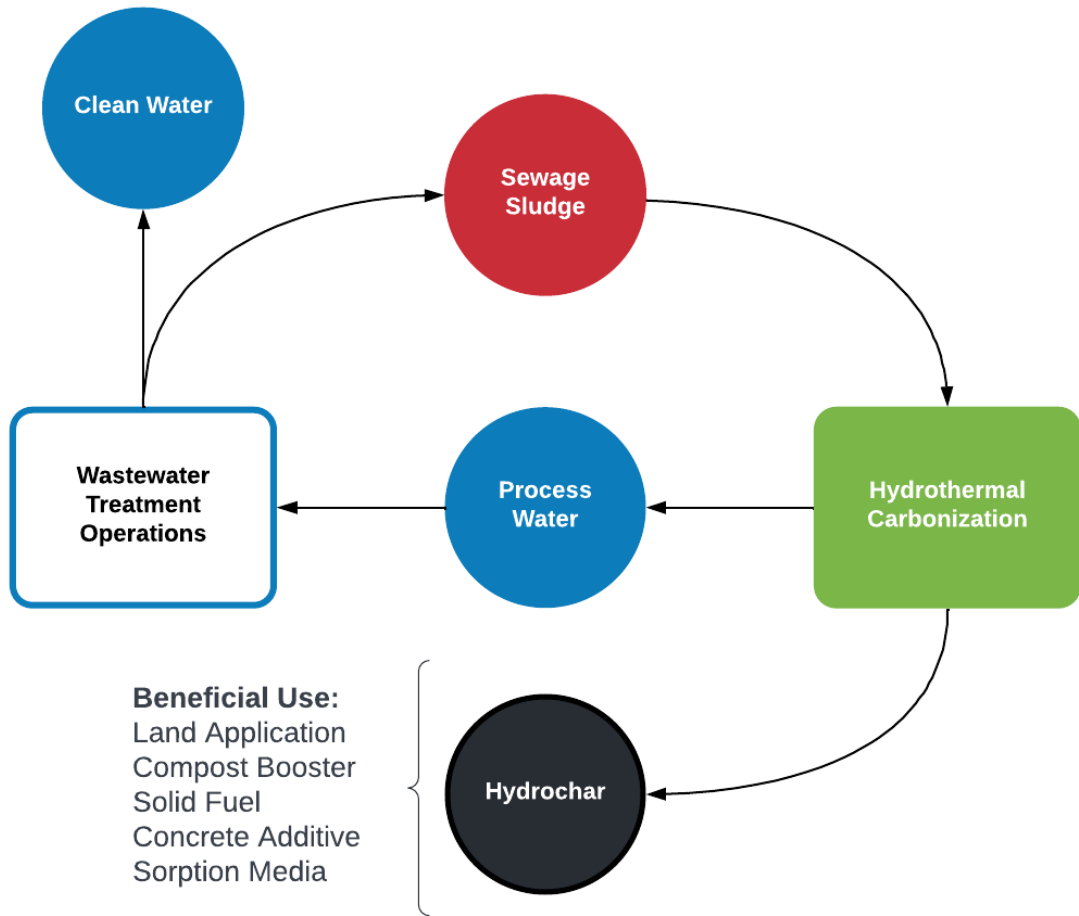 Clean Water
Sewage
Sludge
Wastewater
Treatment
Operations
Process
Water
Hydrothermal
Carbonization
Beneficial Use:
Land Application
Compost Booster
Solid Fuel
Concrete Additive
Sorption Media
Hydrochar